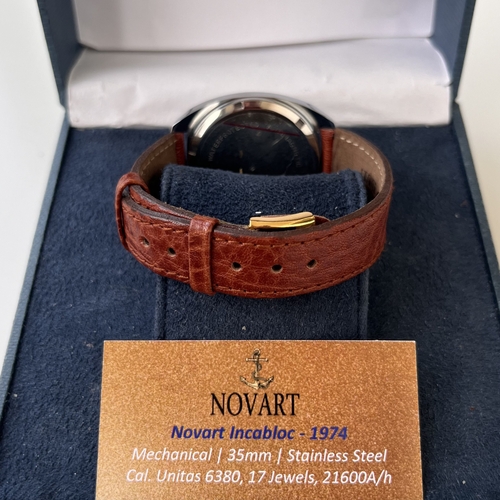 NOVART
Novart Incabloc - 1974
Mechanical | 35mm | Stainless Steel
Cal. Unitas 6380, 17 Jewels, 21600A/h